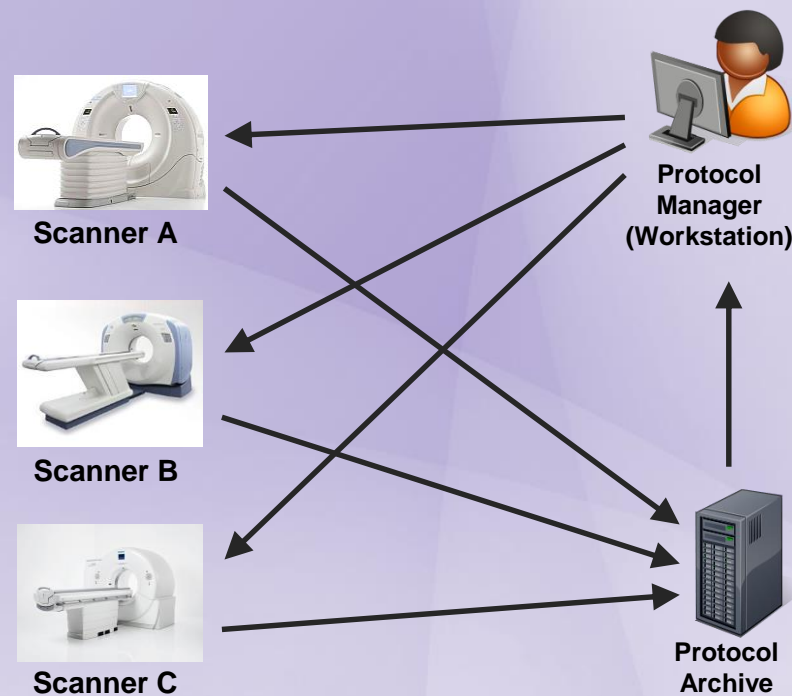 Scanner A
Protocol
Manager
(Workstation)
Scanner B
Scanner C
Protocol
Archive